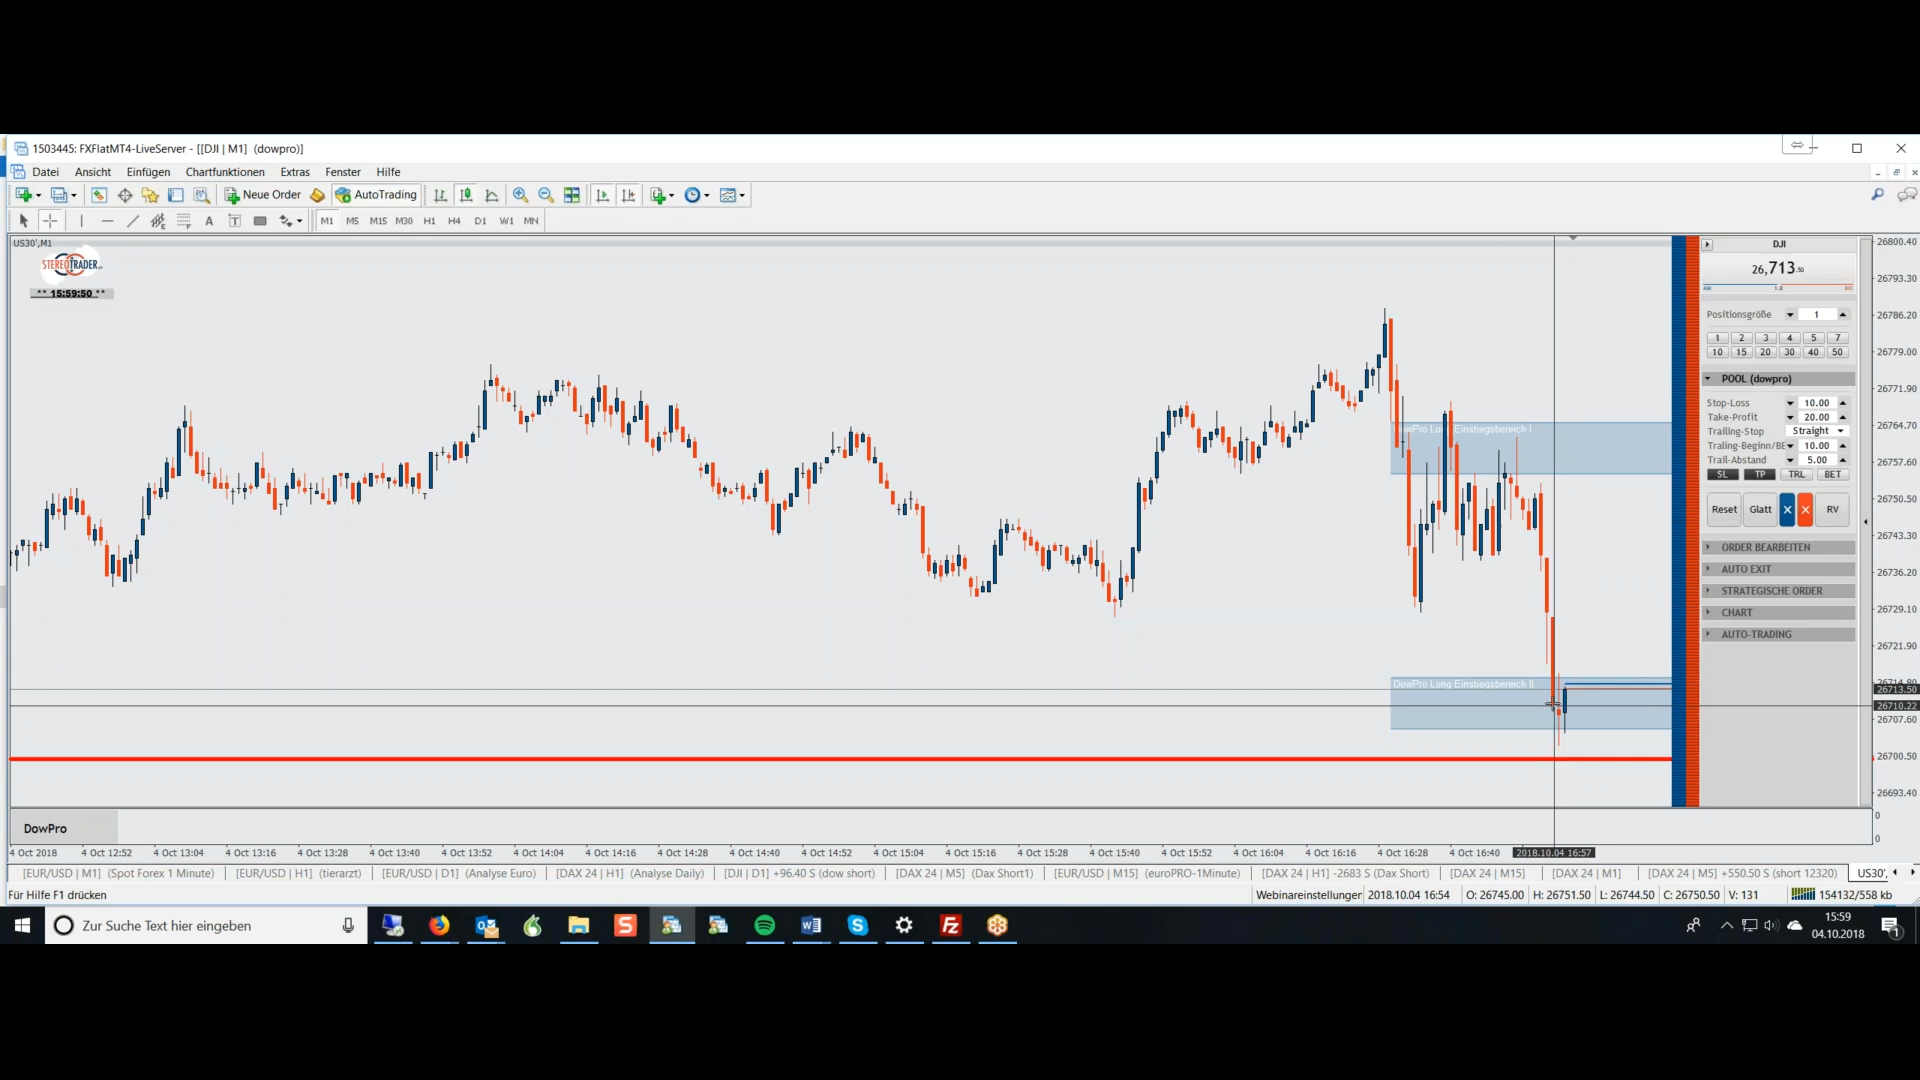 1503445: FXFlatMT4-LiveServer - [[DJI | M1] (dowpro)]
Datei Ansicht Einfügen Chartfunktionen Extras Fenster Hilfe
Neue Order AutoTrading
A T M1 M5 M15 M30 H1 H4 D1 W1 MN
US30',M1
STEREOTRADER
** 15:59:50 **
DowPro Long Einstiegsbereich I
DowPro Long Einstiegsbereich II
DJI
26,713.50
Positionsgröße 1
1 2 3 4 5 7
10 15 20 30 40 50
POOL (dowpro)
Stop-Loss 10.00
Take-Profit 20.00
Trailing-Stop Straight
Traling-Beginn/BE 10.00
Trail-Abstand 5.00
SL TP TRL BET
Reset Glatt X X RV
ORDER BEARBEITEN
AUTO EXIT
STRATEGISCHE ORDER
CHART
AUTO-TRADING
26800.40
26793.30
26786.20
26779.00
26771.90
26764.70
26757.60
26750.50
26743.30
26736.20
26729.10
26721.90
26714.80
26713.50
26710.22
26707.60
26700.50
26693.40
0
0
DowPro
4 Oct 2018 4 Oct 12:52 4 Oct 13:04 4 Oct 13:16 4 Oct 13:28 4 Oct 13:40 4 Oct 13:52 4 Oct 14:04 4 Oct 14:16 4 Oct 14:28 4 Oct 14:40 4 Oct 14:52 4 Oct 15:04 4 Oct 15:16 4 Oct 15:28 4 Oct 15:40 4 Oct 15:52 4 Oct 16:04 4 Oct 16:16 4 Oct 16:28 4 Oct 16:40 2018.10.04 16:57
[EUR/USD | M1] (Spot Forex 1 Minute) [EUR/USD | H1] (tierarzt) [EUR/USD | D1] (Analyse Euro) [DAX 24 | H1] (Analyse Daily) [DJI | D1] +96.40 S (dow short) [DAX 24 | M5] (Dax Short1) [EUR/USD | M15] (euroPRO-1Minute) [DAX 24 | H1] -2683 S (Dax Short) [DAX 24 | M15] [DAX 24 | M1] [DAX 24 | M5] +550.50 S (short 12320) US30',
Für Hilfe F1 drücken Webinareinstellungen 2018.10.04 16:54 O: 26745.00 H: 26751.50 L: 26744.50 C: 26750.50 V: 131 154132/558 kb
Zur Suche Text hier eingeben 15:59
04.10.2018